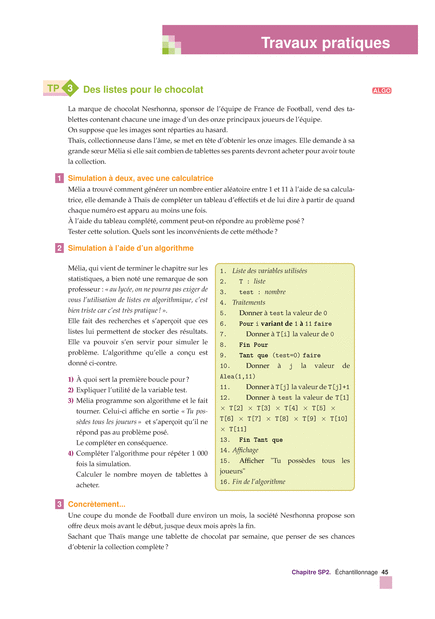 Travaux pratiques
TP 3 Des listes pour le chocolat
ALGO
La marque de chocolat Nesrhonna, sponsor de l'équipe de France de Football, vend des ta-
blettes contenant chacune une image d'un des onze principaux joueurs de l'équipe.
On suppose que les images sont réparties au hasard.
Thaïs, collectionneuse dans l'âme, se met en tête d'obtenir les onze images. Elle demande à sa
grande sœur Mélia si elle sait combien de tablettes ses parents devront acheter pour avoir toute
la collection.
1 Simulation à deux, avec une calculatrice
Mélia a trouvé comment générer un nombre entier aléatoire entre 1 et 11 à l'aide de sa calcula-
trice, elle demande à Thaïs de compléter un tableau d'effectifs et de lui dire à partir de quand
chaque numéro est apparu au moins une fois.
À l'aide du tableau complété, comment peut-on répondre au problème posé ?
Tester cette solution. Quels sont les inconvénients de cette méthode ?
2 Simulation à l'aide d'un algorithme
Mélia, qui vient de terminer le chapitre sur les
statistiques, a bien noté une remarque de son
professeur : « au lycée, on ne pourra pas exiger de
vous l'utilisation de listes en algorithmique, c'est
bien triste car c'est très pratique ! ».
Elle fait des recherches et s'aperçoit que ces
listes lui permettent de stocker des résultats.
Elle va pouvoir s'en servir pour simuler le
problème. L'algorithme qu'elle a conçu est
donné ci-contre.
1) À quoi sert la première boucle pour ?
2) Expliquer l'utilité de la variable test.
3) Mélia programme son algorithme et le fait
tourner. Celui-ci affiche en sortie « Tu pos-
sèdes tous les joueurs » et s'aperçoit qu'il ne
répond pas au problème posé.
Le compléter en conséquence.
4) Compléter l'algorithme pour répéter 1 000
fois la simulation.
Calculer le nombre moyen de tablettes à
acheter.
1. Liste des variables utilisées
2. T : liste
3. test : nombre
4. Traitements
5. Donner à test la valeur de 0
6. Pour i variant de 1 à 11 faire
7. Donner à T[i] la valeur de 0
8. Fin Pour
9. Tant que (test=0) faire
10. Donner à j la valeur de
Alea(1,11)
11. Donner à T[j] la valeur de T[j]+1
12. Donner à test la valeur de T[1]
× T[2] × T[3] × T[4] × T[5] ×
T[6] × T[7] × T[8] × T[9] × T[10]
× T[11]
13. Fin Tant que
14. Affichage
15. Afficher "Tu possèdes tous les
joueurs"
16. Fin de l'algorithme
3 Concrètement...
Une coupe du monde de Football dure environ un mois, la société Nesrhonna propose son
offre deux mois avant le début, jusque deux mois après la fin.
Sachant que Thaïs mange une tablette de chocolat par semaine, que penser de ses chances
d'obtenir la collection complète ?
Chapitre SP2. Échantillonnage 45